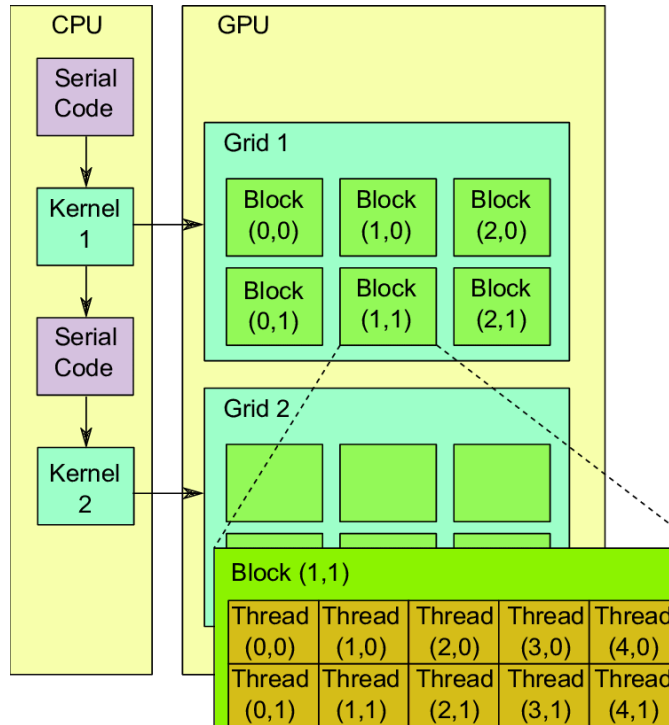 CPU
GPU
Serial
Code
Kernel
1
Serial
Code
Kernel
2
Grid 1
Block
(0,0)
Block
(1,0)
Block
(2,0)
Block
(0,1)
Block
(1,1)
Block
(2,1)
Grid 2
Block (1,1)
Thread
(0,0)
Thread
(1,0)
Thread
(2,0)
Thread
(3,0)
Thread
(4,0)
Thread
(0,1)
Thread
(1,1)
Thread
(2,1)
Thread
(3,1)
Thread
(4,1)